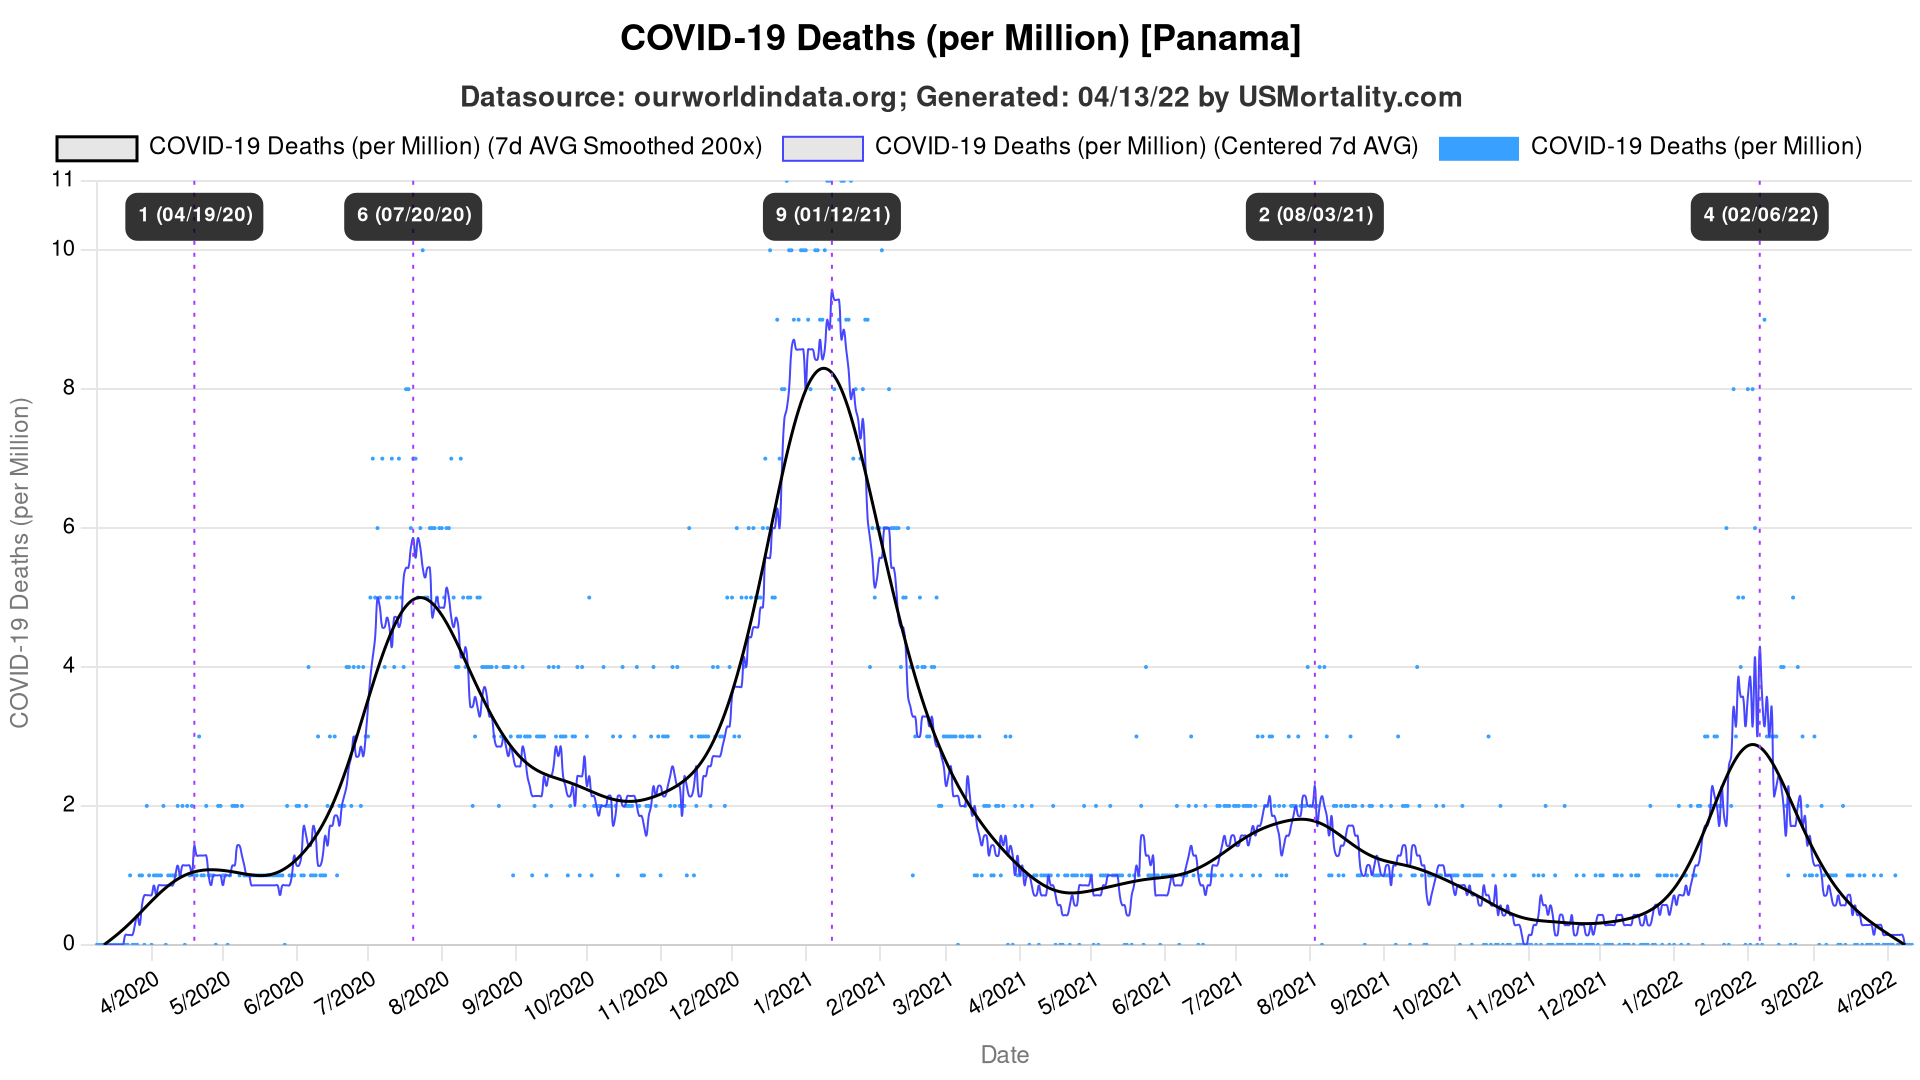 COVID-19 Deaths (per Million) [Panama]
Datasource: ourworldindata.org; Generated: 04/13/22 by USMortality.com
COVID-19 Deaths (per Million) (7d AVG Smoothed 200x) COVID-19 Deaths (per Million) (Centered 7d AVG) COVID-19 Deaths (per Million)
11
1 (04/19/20) 6 (07/20/20) 9 (01/12/21) 2 (08/03/21) 4 (02/06/22)
10
8
6
4
2
0
COVID-19 Deaths (per Million)
4/2020 5/2020 6/2020 7/2020 8/2020 9/2020 10/2020 11/2020 12/2020 1/2021 2/2021 3/2021 4/2021 5/2021 6/2021 7/2021 8/2021 9/2021 10/2021 11/2021 12/2021 1/2022 2/2022 3/2022 4/2022
Date